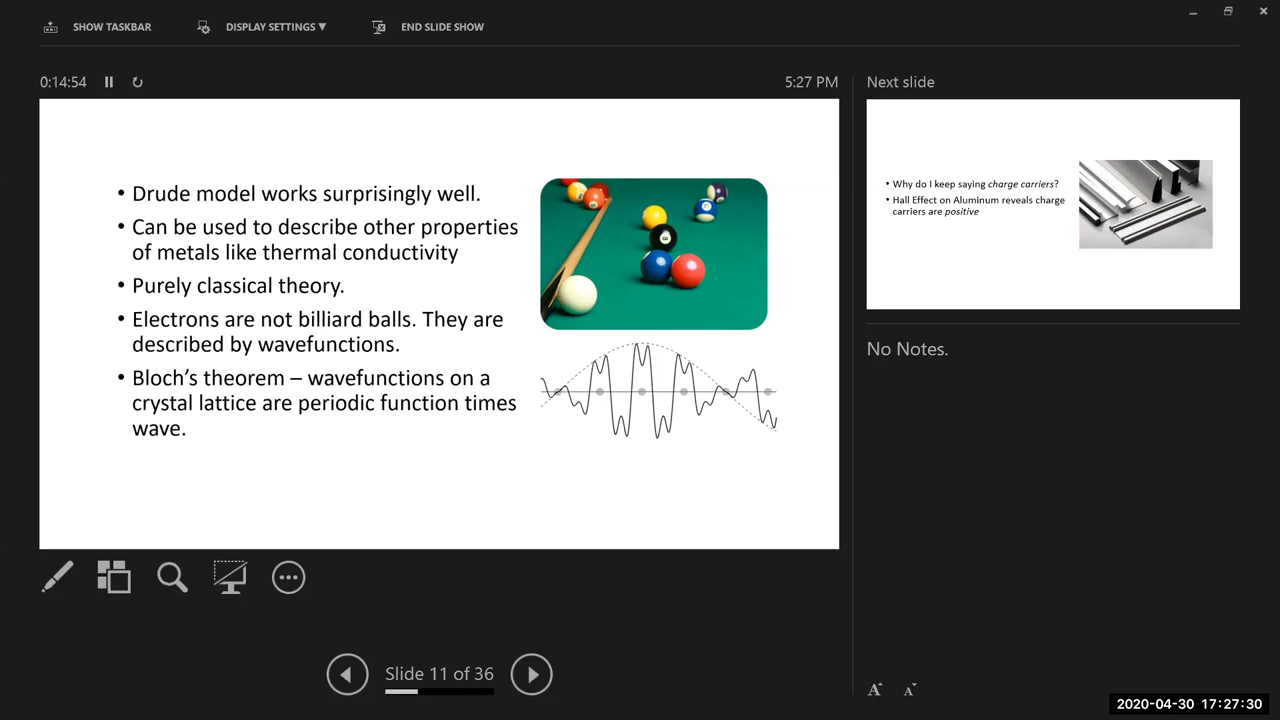 SHOW TASKBAR
DISPLAY SETTINGS ▼
END SLIDE SHOW
0:14:54
5:27 PM
• Drude model works surprisingly well.
• Can be used to describe other properties
of metals like thermal conductivity
• Purely classical theory.
• Electrons are not billiard balls. They are
described by wavefunctions.
• Bloch's theorem – wavefunctions on a
crystal lattice are periodic function times
wave.
Next slide
• Why do I keep saying charge carriers?
• Hall Effect on Aluminum reveals charge
carriers are positive
No Notes.
Slide 11 of 36
A A
2020-04-30 17:27:30